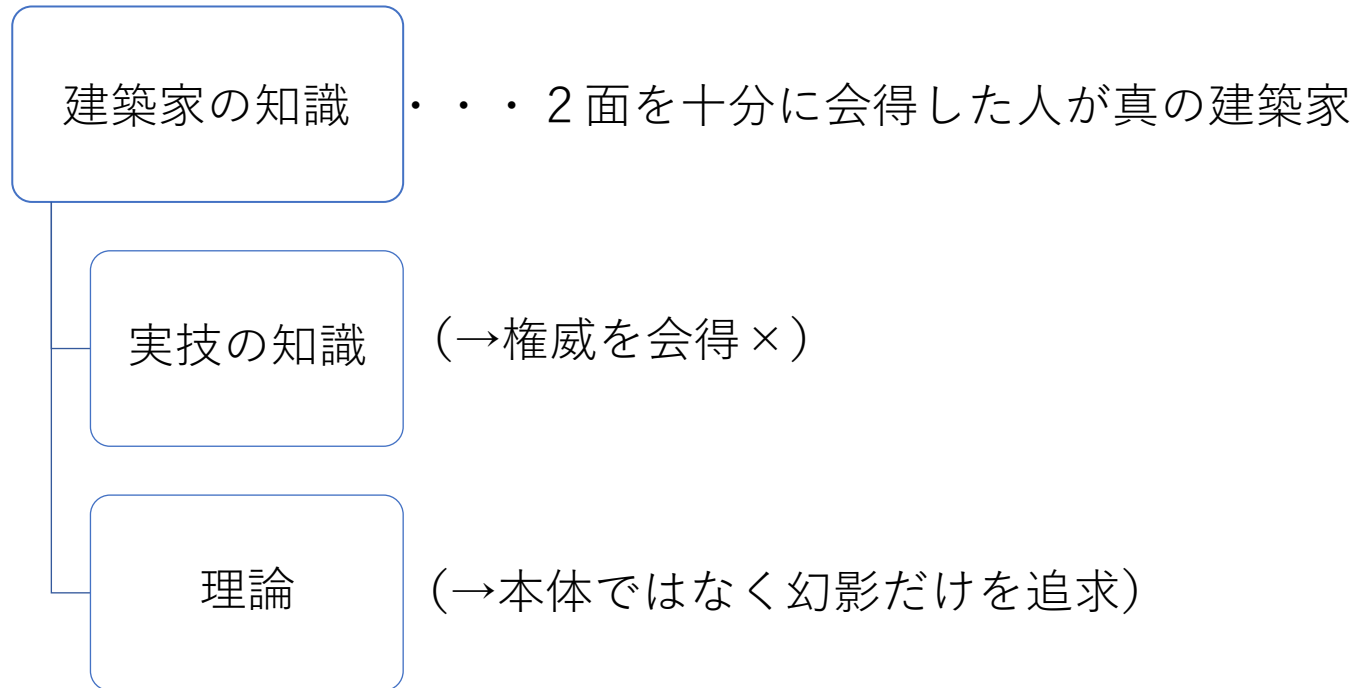 建築家の知識 ・・・２面を十分に会得した人が真の建築家
実技の知識 （→権威を会得×）
理論 （→本体ではなく幻影だけを追求）